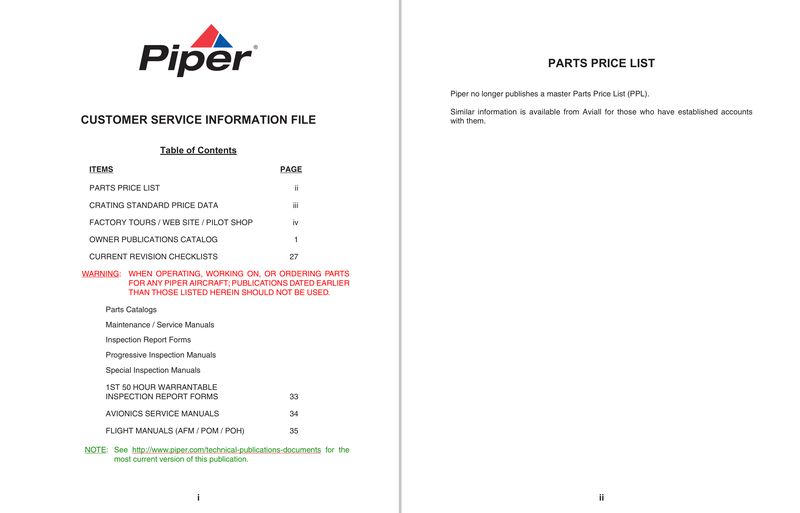 Piper®
CUSTOMER SERVICE INFORMATION FILE
Table of Contents
ITEMS PAGE
PARTS PRICE LIST ii
CRATING STANDARD PRICE DATA iii
FACTORY TOURS / WEB SITE / PILOT SHOP iv
OWNER PUBLICATIONS CATALOG 1
CURRENT REVISION CHECKLISTS 27
WARNING: WHEN OPERATING, WORKING ON, OR ORDERING PARTS
FOR ANY PIPER AIRCRAFT; PUBLICATIONS DATED EARLIER
THAN THOSE LISTED HEREIN SHOULD NOT BE USED.
Parts Catalogs
Maintenance / Service Manuals
Inspection Report Forms
Progressive Inspection Manuals
Special Inspection Manuals
1ST 50 HOUR WARRANTABLE
INSPECTION REPORT FORMS 33
AVIONICS SERVICE MANUALS 34
FLIGHT MANUALS (AFM / POM / POH) 35
NOTE: See http://www.piper.com/technical-publications-documents for the
most current version of this publication.
i
PARTS PRICE LIST
Piper no longer publishes a master Parts Price List (PPL).
Similar information is available from Aviall for those who have established accounts
with them.
ii